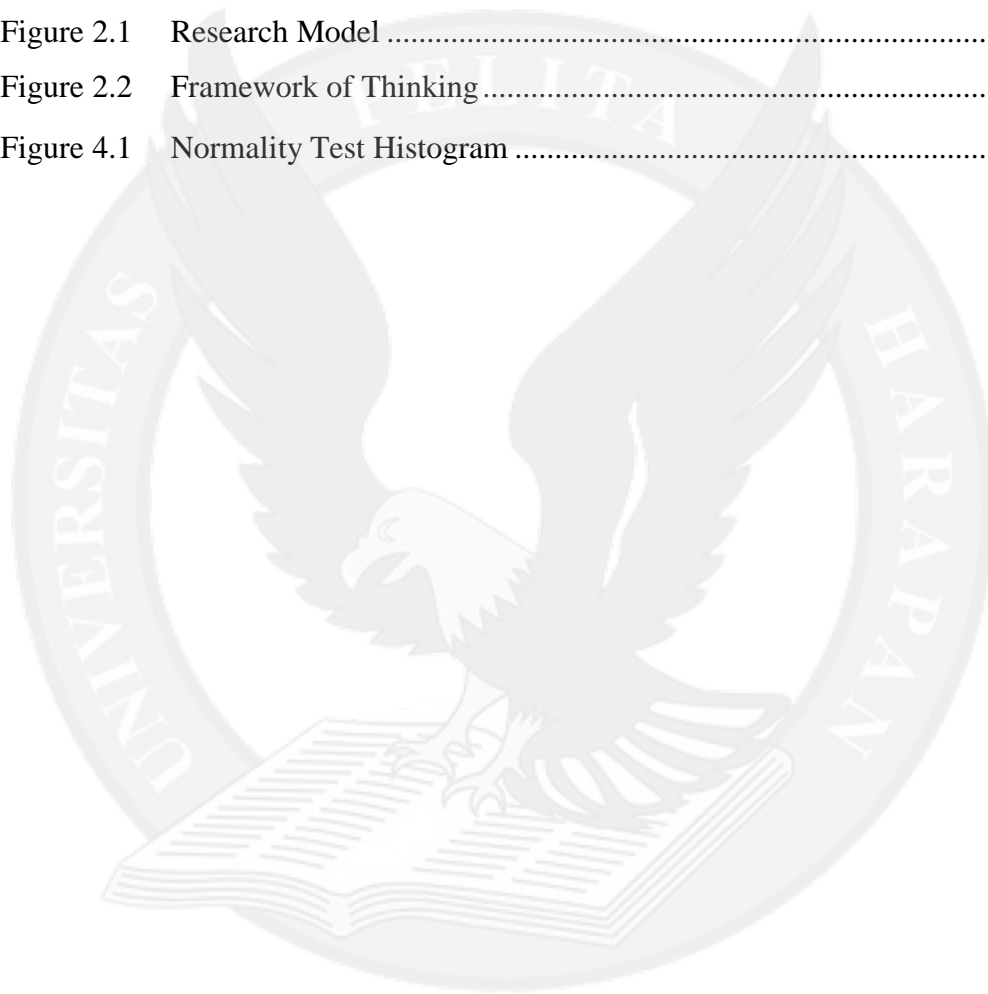 Figure 2.1 Research Model ........................................................................
Figure 2.2 Framework of Thinking ............................................................
Figure 4.1 Normality Test Histogram ........................................................
UNIVERSITAS PELITA HARAPAN